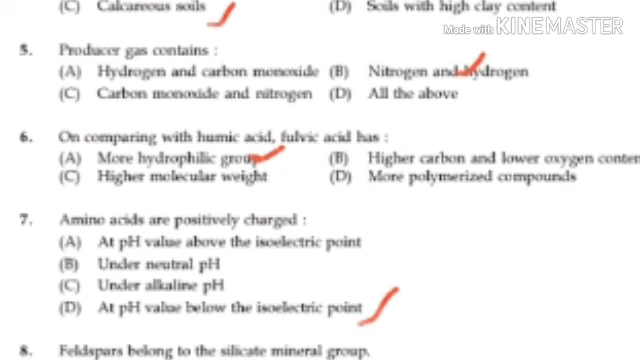 (C) Calcareous soils (D) Soils with high clay content
Made with KINEMASTER
5. Producer gas contains :
(A) Hydrogen and carbon monoxide (B) Nitrogen and hydrogen
(C) Carbon monoxide and nitrogen (D) All the above
6. On comparing with humic acid, fulvic acid has :
(A) More hydrophilic group (B) Higher carbon and lower oxygen conten
(C) Higher molecular weight (D) More polymerized compounds
7. Amino acids are positively charged :
(A) At pH value above the isoelectric point
(B) Under neutral pH
(C) Under alkaline pH
(D) At pH value below the isoelectric point
8. Feldspars belong to the silicate mineral group.